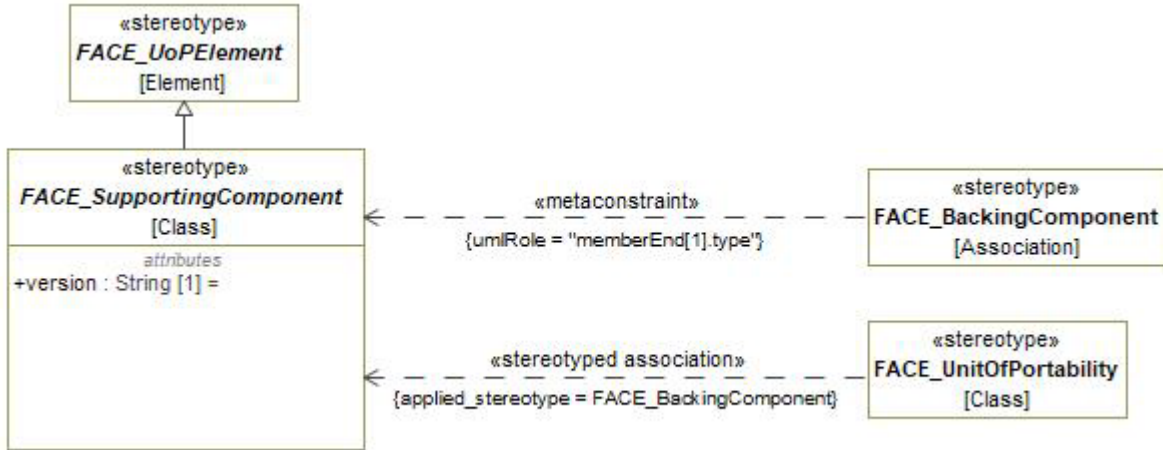 «stereotype»
FACE_UoPElement
[Element]
«stereotype»
FACE_SupportingComponent
[Class]
attributes
+version : String [1] =
«metaconstraint»
{umlRole = "memberEnd[1].type"}
«stereotype»
FACE_BackingComponent
[Association]
«stereotyped association»
{applied_stereotype = FACE_BackingComponent}
«stereotype»
FACE_UnitOfPortability
[Class]